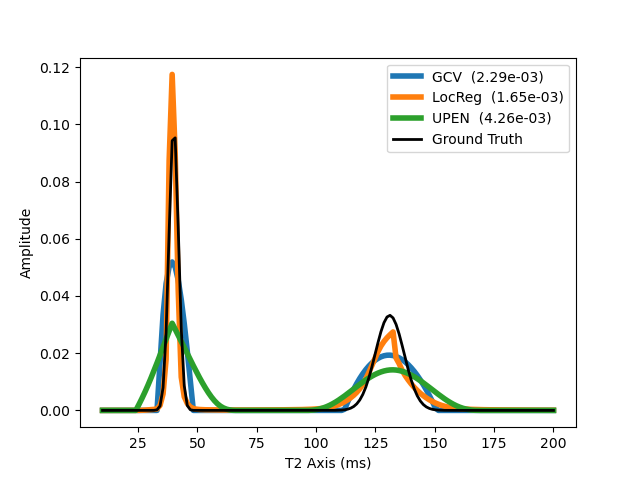 GCV (2.29e-03)
LocReg (1.65e-03)
UPEN (4.26e-03)
Ground Truth
0.12
0.10
0.08
0.06
0.04
0.02
0.00
Amplitude
25 50 75 100 125 150 175 200
T2 Axis (ms)